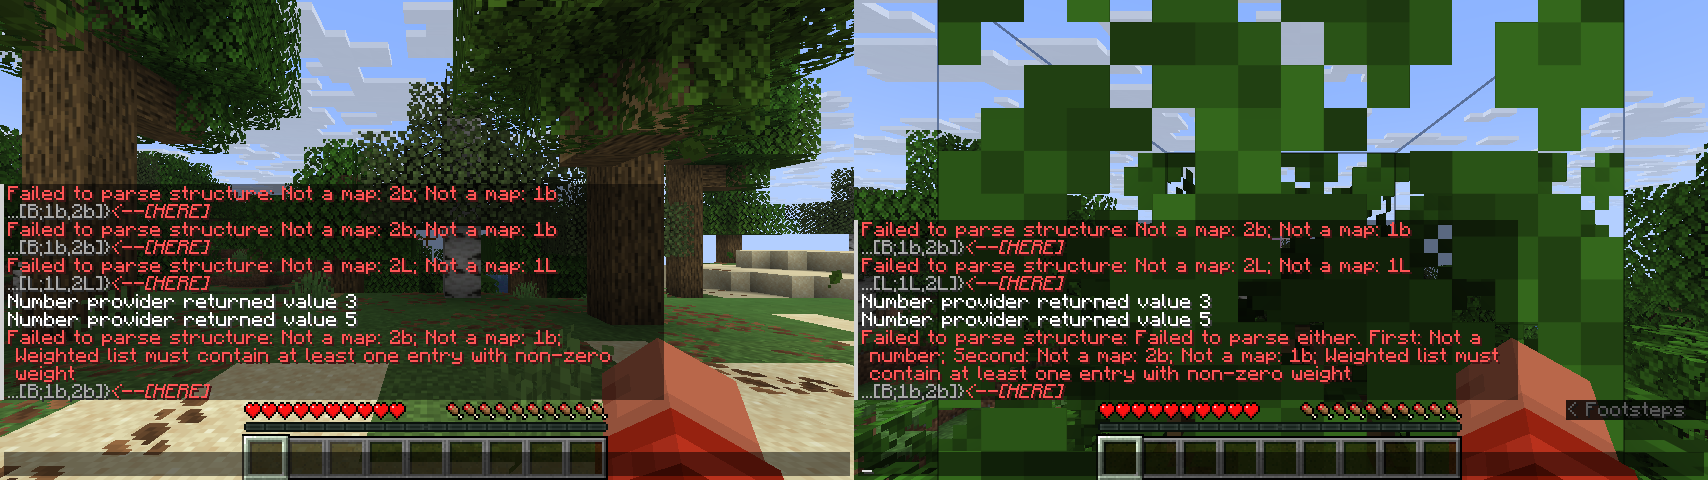 Failed to parse structure: Not a map: 2b; Not a map: 1b
...[B;1b,2b]}<--[HERE]
Failed to parse structure: Not a map: 2b; Not a map: 1b
...[B;1b,2b]}<--[HERE]
Failed to parse structure: Not a map: 2L; Not a map: 1L
...[L;1L,2L]}<--[HERE]
Number provider returned value 3
Number provider returned value 5
Failed to parse structure: Not a map: 2b; Not a map: 1b;
Weighted list must contain at least one entry with non-zero
weight
...[B;1b,2b]}<--[HERE]
Failed to parse structure: Not a map: 2b; Not a map: 1b
...[B;1b,2b]}<--[HERE]
Failed to parse structure: Not a map: 2L; Not a map: 1L
...[L;1L,2L]}<--[HERE]
Number provider returned value 3
Number provider returned value 5
Failed to parse structure: Failed to parse either. First: Not a
number; Second: Not a map: 2b; Not a map: 1b; Weighted list must
contain at least one entry with non-zero weight
...[B;1b,2b]}<--[HERE]
< Footsteps
_